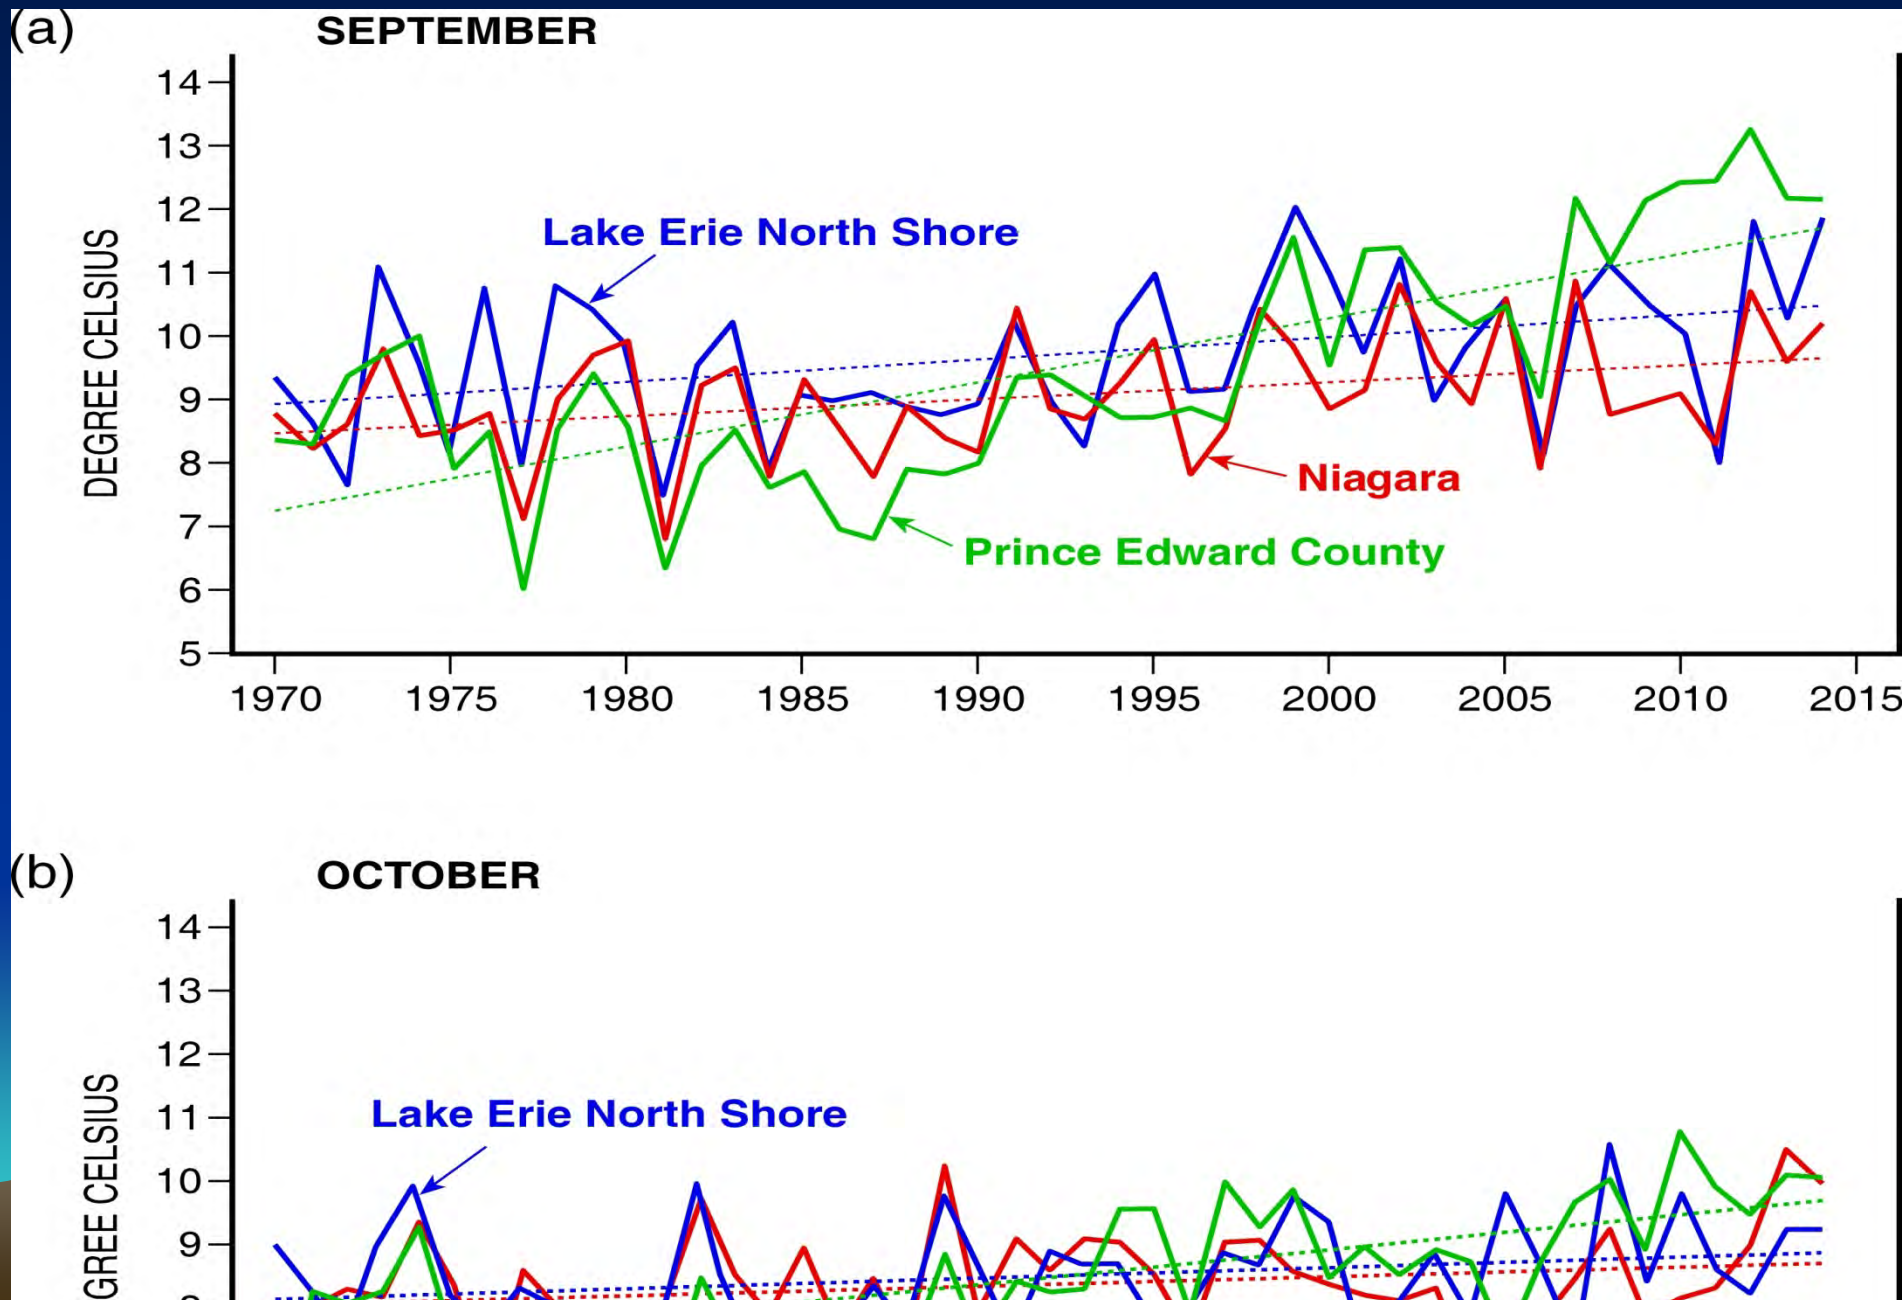 (a)
SEPTEMBER
14
13
12
11
10
9
8
7
6
5
DEGREE CELSIUS
Lake Erie North Shore
Niagara
Prince Edward County
1970 1975 1980 1985 1990 1995 2000 2005 2010 2015
(b)
OCTOBER
14
13
12
11
10
9
GREE CELSIUS
Lake Erie North Shore